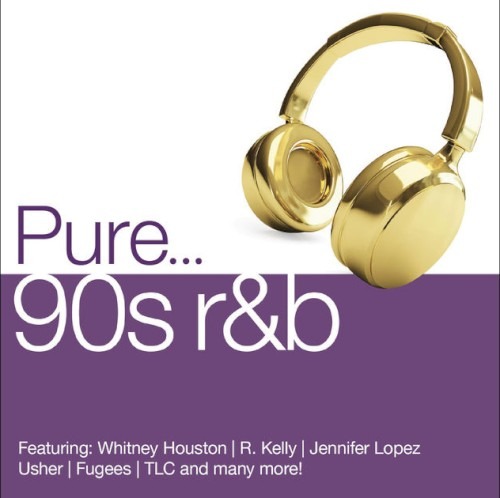 Pure...
90s r&b
Featuring: Whitney Houston | R. Kelly | Jennifer Lopez
Usher | Fugees | TLC and many more!